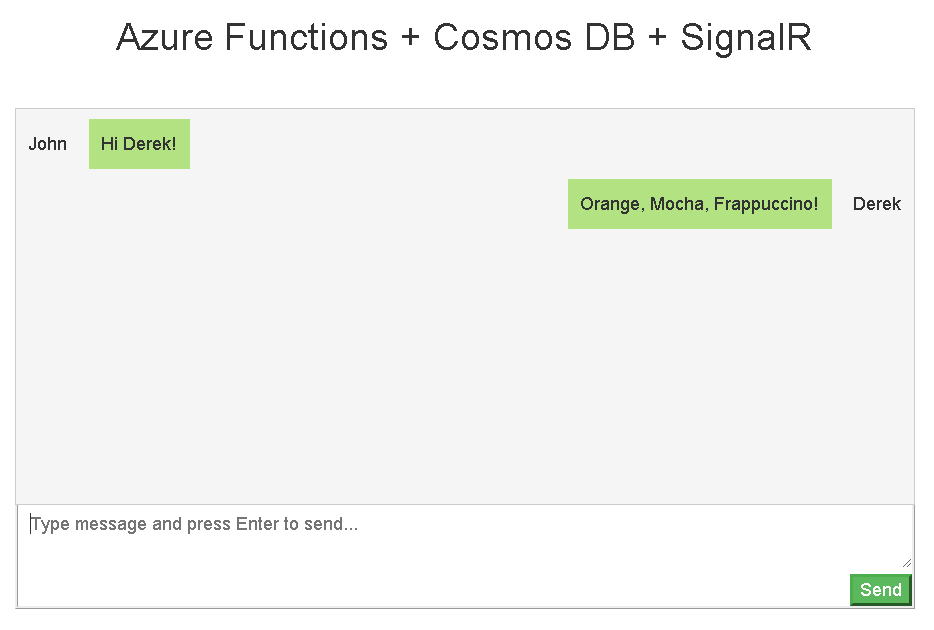 Azure Functions + Cosmos DB + SignalR
John Hi Derek!
Orange, Mocha, Frappuccino! Derek
Type message and press Enter to send...
Send